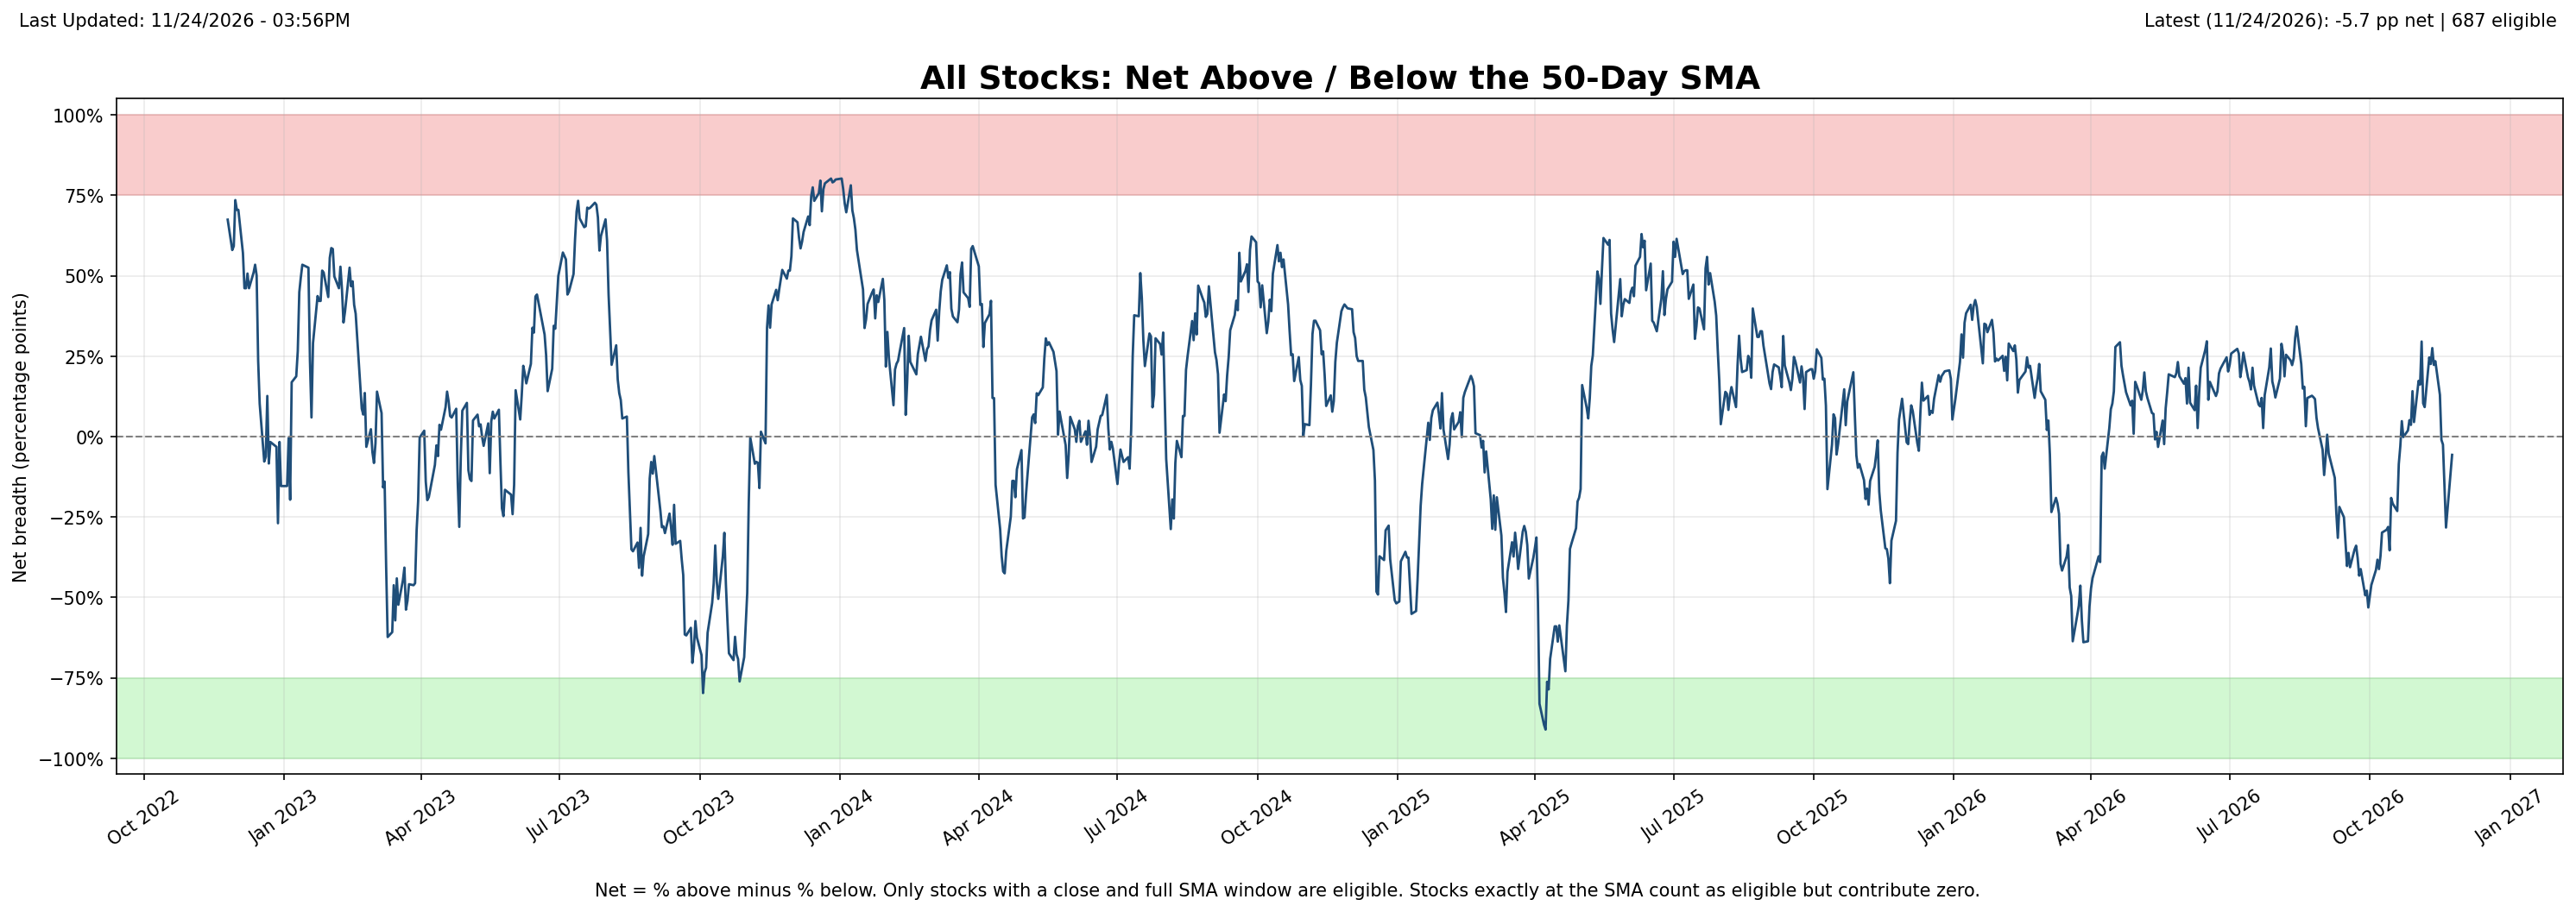 Last Updated: 11/24/2026 - 03:56PM
Latest (11/24/2026): -5.7 pp net | 687 eligible
All Stocks: Net Above / Below the 50-Day SMA
Net breadth (percentage points)
100%
75%
50%
25%
0%
−25%
−50%
−75%
−100%
Oct 2022
Jan 2023
Apr 2023
Jul 2023
Oct 2023
Jan 2024
Apr 2024
Jul 2024
Oct 2024
Jan 2025
Apr 2025
Jul 2025
Oct 2025
Jan 2026
Apr 2026
Jul 2026
Oct 2026
Jan 2027
Net = % above minus % below. Only stocks with a close and full SMA window are eligible. Stocks exactly at the SMA count as eligible but contribute zero.